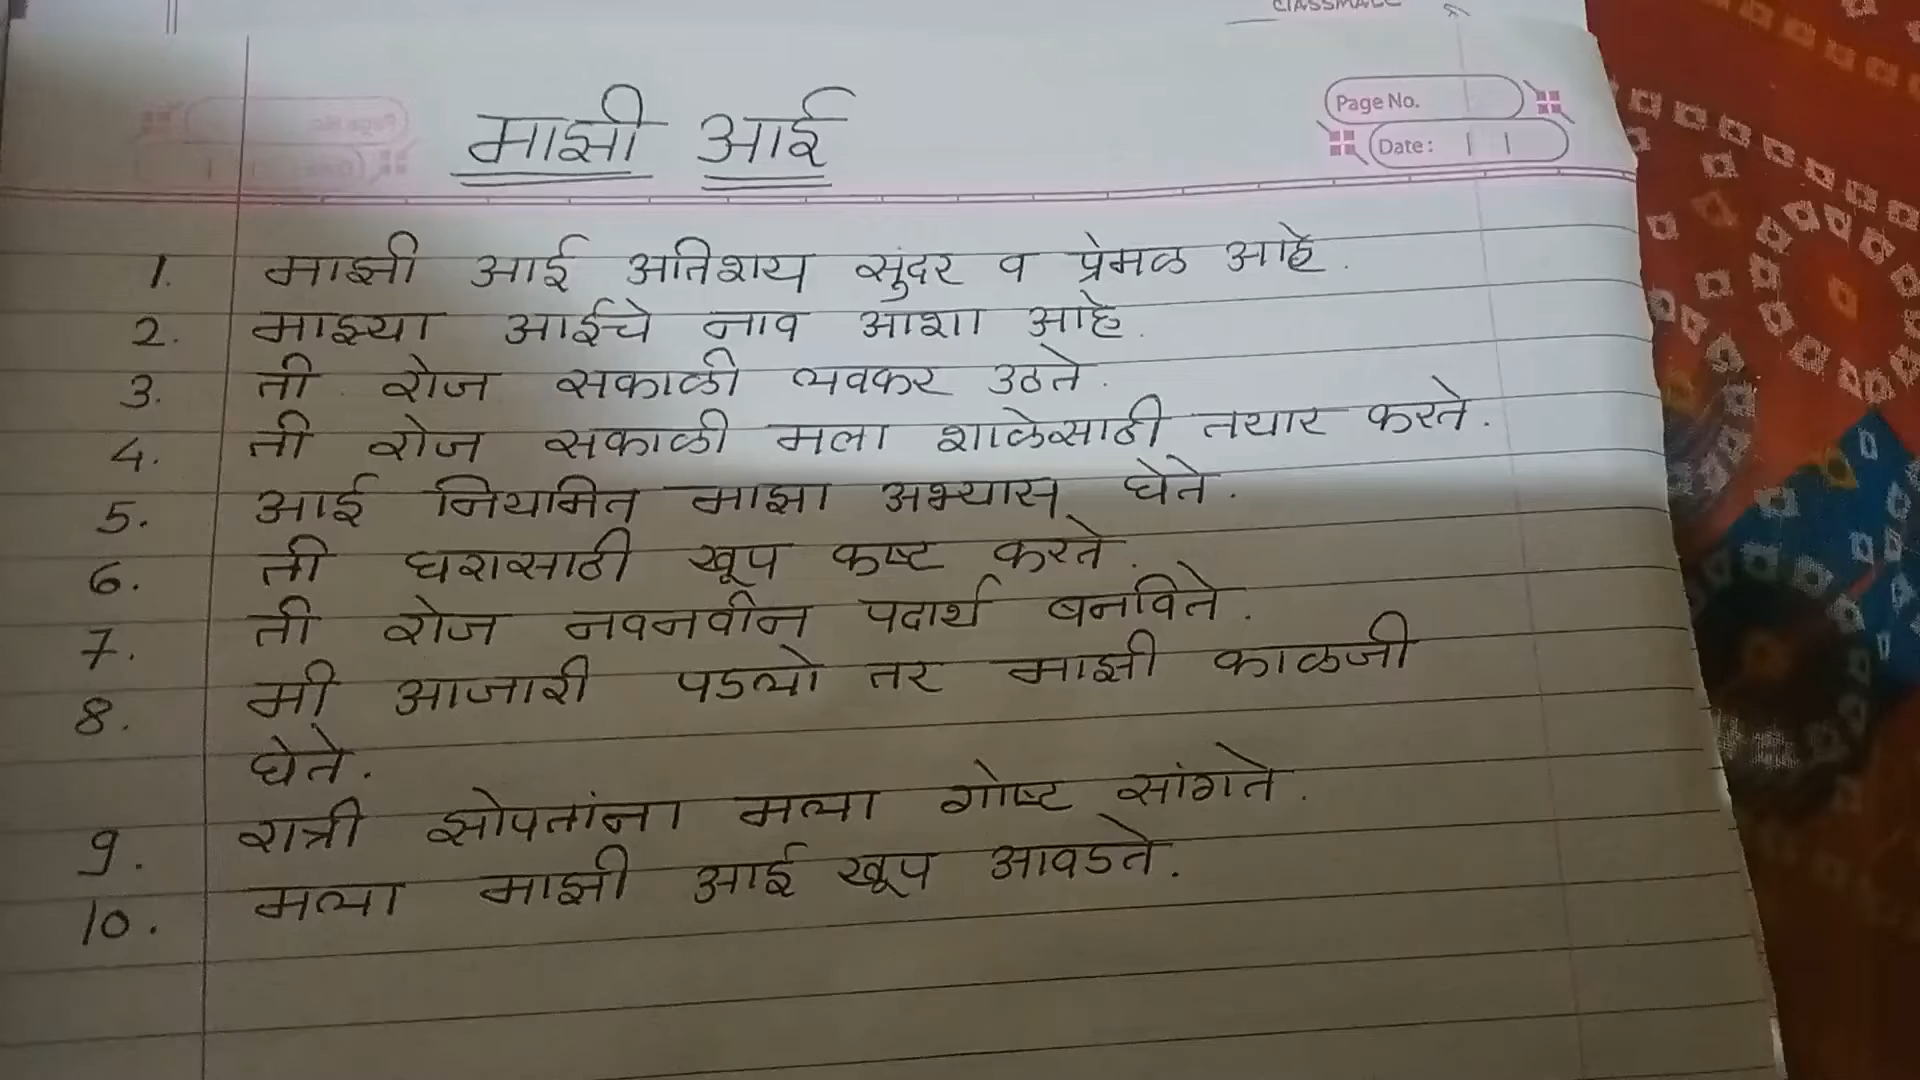 CLASSMATE
Page No.
Date :
माझी आई
1. माझी आई अतिशय सुंदर व प्रेमळ आहे.
2. माझ्या आईचे नाव आशा आहे.
3. ती रोज सकाळी लवकर उठते.
4. ती रोज सकाळी मला शाळेसाठी तयार करते.
5. आई नियमित माझा अभ्यास घेते.
6. ती घरासाठी खूप कष्ट करते.
7. ती रोज नवनवीन पदार्थ बनविते.
8. मी आजारी पडलो तर माझी काळजी
घेते.
9. रात्री झोपतांना मला गोष्ट सांगते.
10. मला माझी आई खूप आवडते.